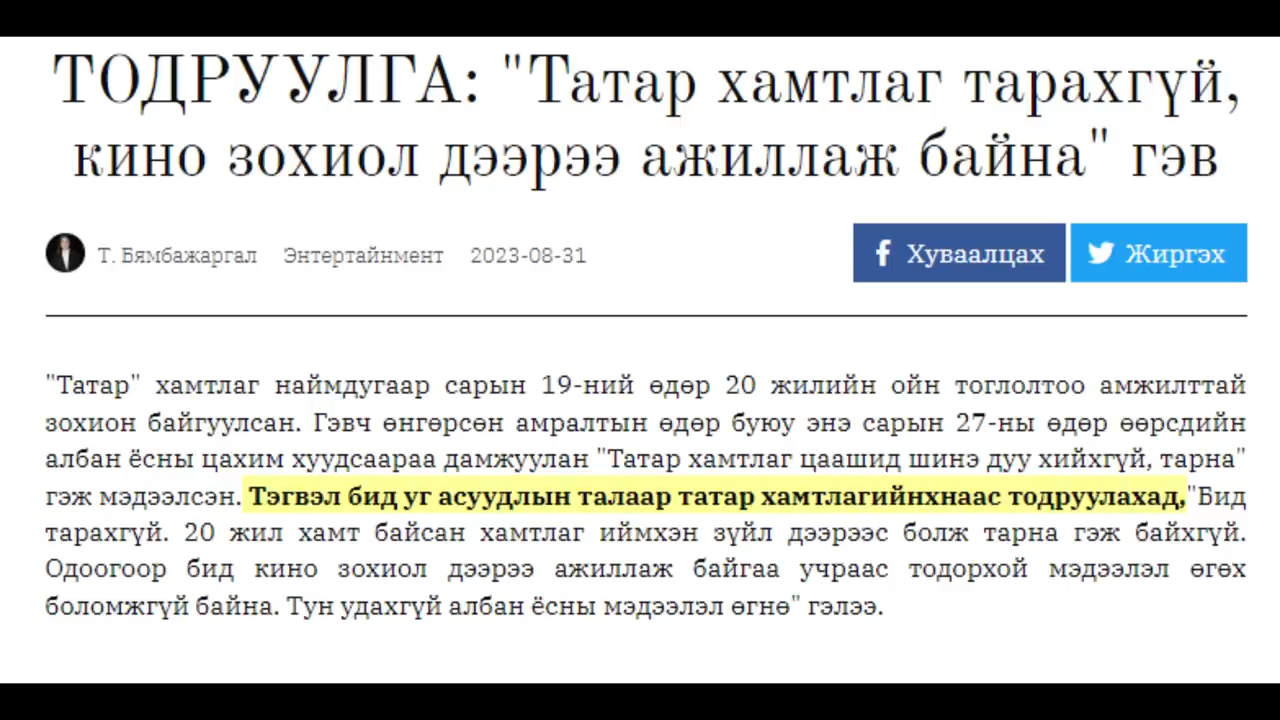 ТОДРУУЛГА: "Татар хамтлаг тарахгүй,
кино зохиол дээрээ ажиллаж байна" гэв
Т. Бямбажаргал Энтертайнмент 2023-08-31
Хуваалцах Жиргэх
"Татар" хамтлаг наймдугаар сарын 19-ний өдөр 20 жилийн ойн тоглолтоо амжилттай
зохион байгуулсан. Гэвч өнгөрсөн амралтын өдөр буюу энэ сарын 27-ны өдөр өөрсдийн
албан ёсны цахим хуудсаараа дамжуулан "Татар хамтлаг цаашид шинэ дуу хийхгүй, тарна"
гэж мэдээлсэн. Тэгвэл бид уг асуудлын талаар татар хамтлагийнхнаас тодруулахад,"Бид
тарахгүй. 20 жил хамт байсан хамтлаг иймхэн зүйл дээрээс болж тарна гэж байхгүй.
Одоогоор бид кино зохиол дээрээ ажиллаж байгаа учраас тодорхой мэдээлэл өгөх
боломжгүй байна. Тун удахгүй албан ёсны мэдээлэл өгнө" гэлээ.